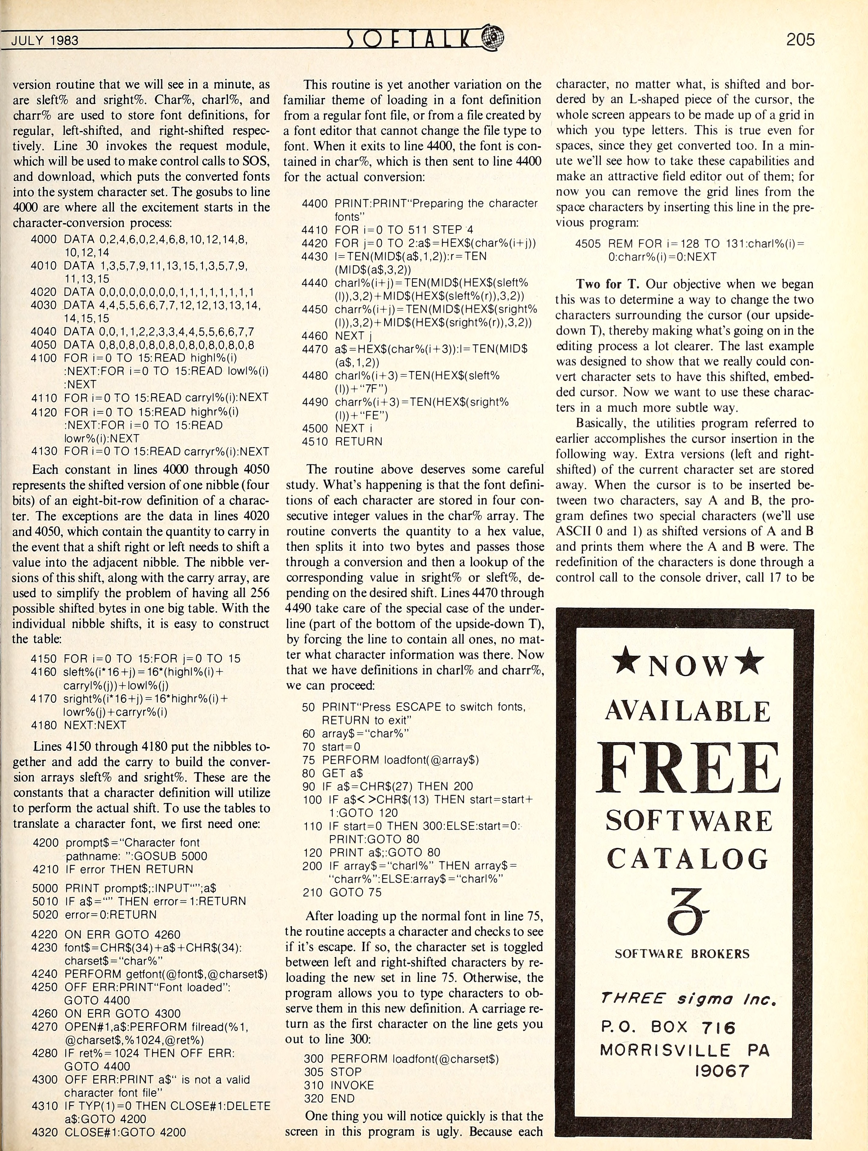 JULY 1983
SOFTALK
205
version routine that we will see in a minute, as
are sleft% and sright%. Char%, charl%, and
charr% are used to store font definitions, for
regular, left-shifted, and right-shifted respec-
tively. Line 30 invokes the request module,
which will be used to make control calls to SOS,
and download, which puts the converted fonts
into the system character set. The gosubs to line
4000 are where all the excitement starts in the
character-conversion process:
4000 DATA 0,2,4,6,0,2,4,6,8,10,12,14,8,
10,12,14
4010 DATA 1,3,5,7,9,11,13,15,1,3,5,7,9,
11,13,15
4020 DATA 0,0,0,0,0,0,0,0,1,1,1,1,1,1,1,1
4030 DATA 4,4,5,5,6,6,7,7,12,12,13,13,14,
14,15,15
4040 DATA 0,0,1,1,2,2,3,3,4,4,5,5,6,6,7,7
4050 DATA 0,8,0,8,0,8,0,8,0,8,0,8,0,8,0,8
4100 FOR i=0 TO 15:READ highl%(i)
:NEXT:FOR i=0 TO 15:READ lowl%(i)
:NEXT
4110 FOR i=0 TO 15:READ carryl%(i):NEXT
4120 FOR i=0 TO 15:READ highr%(i)
:NEXT:FOR i=0 TO 15:READ
lowr%(i):NEXT
4130 FOR i=0 TO 15:READ carryr%(i):NEXT
Each constant in lines 4000 through 4050
represents the shifted version of one nibble (four
bits) of an eight-bit-row definition of a charac-
ter. The exceptions are the data in lines 4020
and 4050, which contain the quantity to carry in
the event that a shift right or left needs to shift a
value into the adjacent nibble. The nibble ver-
sions of this shift, along with the carry array, are
used to simplify the problem of having all 256
possible shifted bytes in one big table. With the
individual nibble shifts, it is easy to construct
the table:
4150 FOR i=0 TO 15:FOR j=0 TO 15
4160 sleft%(i*16+j)=16*(highl%(i)+
carryl%(j))+lowl%(j)
4170 sright%(i*16+j)=16*highr%(i)+
lowr%(j)+carryr%(i)
4180 NEXT:NEXT
Lines 4150 through 4180 put the nibbles to-
gether and add the carry to build the conver-
sion arrays sleft% and sright%. These are the
constants that a character definition will utilize
to perform the actual shift. To use the tables to
translate a character font, we first need one:
4200 prompt$="Character font
pathname: ":GOSUB 5000
4210 IF error THEN RETURN
5000 PRINT prompt$;:INPUT"";a$
5010 IF a$="" THEN error=1:RETURN
5020 error=0:RETURN
4220 ON ERR GOTO 4260
4230 font$=CHR$(34)+a$+CHR$(34):
charset$="char%"
4240 PERFORM getfont(@font$,@charset$)
4250 OFF ERR:PRINT"Font loaded":
GOTO 4400
4260 ON ERR GOTO 4300
4270 OPEN#1,a$:PERFORM filread(%1,
@charset$,%1024,@ret%)
4280 IF ret%=1024 THEN OFF ERR:
GOTO 4400
4300 OFF ERR:PRINT a$" is not a valid
character font file"
4310 IF TYP(1)=0 THEN CLOSE#1:DELETE
a$:GOTO 4200
4320 CLOSE#1:GOTO 4200
This routine is yet another variation on the
familiar theme of loading in a font definition
from a regular font file, or from a file created by
a font editor that cannot change the file type to
font. When it exits to line 4400, the font is con-
tained in char%, which is then sent to line 4400
for the actual conversion:
4400 PRINT:PRINT"Preparing the character
fonts"
4410 FOR i=0 TO 511 STEP 4
4420 FOR j=0 TO 2:a$=HEX$(char%(i+j))
4430 l=TEN(MID$(a$,1,2)):r=TEN
(MID$(a$,3,2))
4440 charl%(i+j)=TEN(MID$(HEX$(sleft%
(l)),3,2)+MID$(HEX$(sleft%(r)),3,2))
4450 charr%(i+j)=TEN(MID$(HEX$(sright%
(l)),3,2)+MID$(HEX$(sright%(r)),3,2))
4460 NEXT j
4470 a$=HEX$(char%(i+3)):l=TEN(MID$
(a$,1,2))
4480 charl%(i+3)=TEN(HEX$(sleft%
(l))+"7F")
4490 charr%(i+3)=TEN(HEX$(sright%
(l))+"FE")
4500 NEXT i
4510 RETURN
The routine above deserves some careful
study. What's happening is that the font defini-
tions of each character are stored in four con-
secutive integer values in the char% array. The
routine converts the quantity to a hex value,
then splits it into two bytes and passes those
through a conversion and then a lookup of the
corresponding value in sright% or sleft%, de-
pending on the desired shift. Lines 4470 through
4490 take care of the special case of the under-
line (part of the bottom of the upside-down T),
by forcing the line to contain all ones, no mat-
ter what character information was there. Now
that we have definitions in charl% and charr%,
we can proceed:
50 PRINT"Press ESCAPE to switch fonts,
RETURN to exit"
60 array$="char%"
70 start=0
75 PERFORM loadfont(@array$)
80 GET a$
90 IF a$=CHR$(27) THEN 200
100 IF a$< >CHR$(13) THEN start=start+
1:GOTO 120
110 IF start=0 THEN 300:ELSE:start=0:
PRINT:GOTO 80
120 PRINT a$;:GOTO 80
200 IF array$="charl%" THEN array$=
"charr%":ELSE:array$="charl%"
210 GOTO 75
After loading up the normal font in line 75,
the routine accepts a character and checks to see
if it's escape. If so, the character set is toggled
between left and right-shifted characters by re-
loading the new set in line 75. Otherwise, the
program allows you to type characters to ob-
serve them in this new definition. A carriage re-
turn as the first character on the line gets you
out to line 300:
300 PERFORM loadfont(@charset$)
305 STOP
310 INVOKE
320 END
One thing you will notice quickly is that the
screen in this program is ugly. Because each
character, no matter what, is shifted and bor-
dered by an L-shaped piece of the cursor, the
whole screen appears to be made up of a grid in
which you type letters. This is true even for
spaces, since they get converted too. In a min-
ute we'll see how to take these capabilities and
make an attractive field editor out of them; for
now you can remove the grid lines from the
space characters by inserting this line in the pre-
vious program:
4505 REM FOR i=128 TO 131:charl%(i)=
0:charr%(i)=0:NEXT
Two for T. Our objective when we began
this was to determine a way to change the two
characters surrounding the cursor (our upside-
down T), thereby making what's going on in the
editing process a lot clearer. The last example
was designed to show that we really could con-
vert character sets to have this shifted, embed-
ded cursor. Now we want to use these charac-
ters in a much more subtle way.
Basically, the utilities program referred to
earlier accomplishes the cursor insertion in the
following way. Extra versions (left and right-
shifted) of the current character set are stored
away. When the cursor is to be inserted be-
tween two characters, say A and B, the pro-
gram defines two special characters (we'll use
ASCII 0 and 1) as shifted versions of A and B
and prints them where the A and B were. The
redefinition of the characters is done through a
control call to the console driver, call 17 to be
★NOW★
AVAILABLE
FREE
SOFTWARE
CATALOG
SOFTWARE BROKERS
THREE sigma Inc.
P.O. BOX 716
MORRISVILLE PA
19067